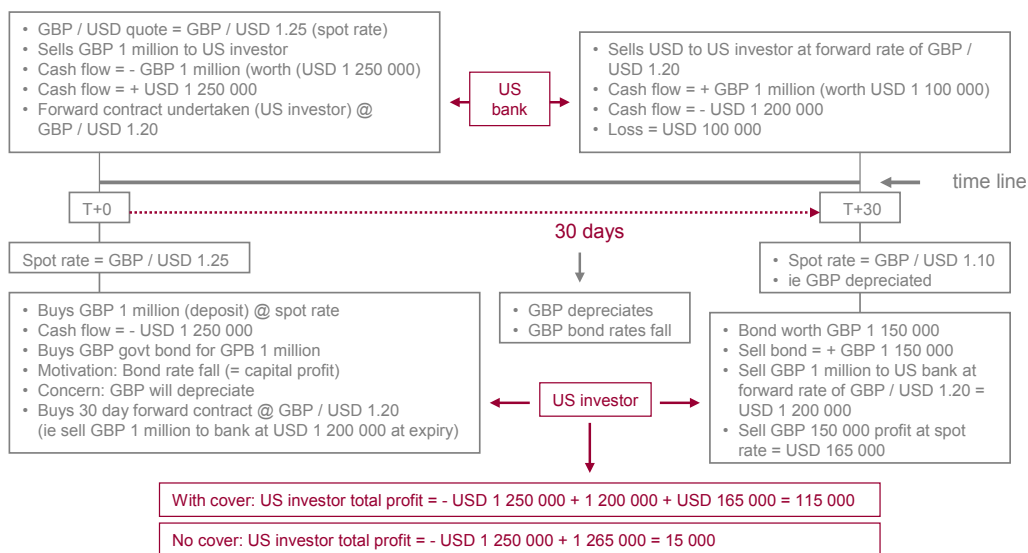 • GBP / USD quote = GBP / USD 1.25 (spot rate)
• Sells GBP 1 million to US investor
• Cash flow = - GBP 1 million (worth (USD 1 250 000)
• Cash flow = + USD 1 250 000
• Forward contract undertaken (US investor) @
GBP / USD 1.20
US
bank
• Sells USD to US investor at forward rate of GBP /
USD 1.20
• Cash flow = + GBP 1 million (worth USD 1 100 000)
• Cash flow = - USD 1 200 000
• Loss = USD 100 000
time line
T+0
T+30
30 days
Spot rate = GBP / USD 1.25
• Spot rate = GBP / USD 1.10
• ie GBP depreciated
• GBP depreciates
• GBP bond rates fall
• Buys GBP 1 million (deposit) @ spot rate
• Cash flow = - USD 1 250 000
• Buys GBP govt bond for GPB 1 million
• Motivation: Bond rate fall (= capital profit)
• Concern: GBP will depreciate
• Buys 30 day forward contract @ GBP / USD 1.20
(ie sell GBP 1 million to bank at USD 1 200 000 at expiry)
US investor
• Bond worth GBP 1 150 000
• Sell bond = + GBP 1 150 000
• Sell GBP 1 million to US bank at
forward rate of GBP / USD 1.20 =
USD 1 200 000
• Sell GBP 150 000 profit at spot
rate = USD 165 000
With cover: US investor total profit = - USD 1 250 000 + 1 200 000 + USD 165 000 = 115 000
No cover: US investor total profit = - USD 1 250 000 + 1 265 000 = 15 000